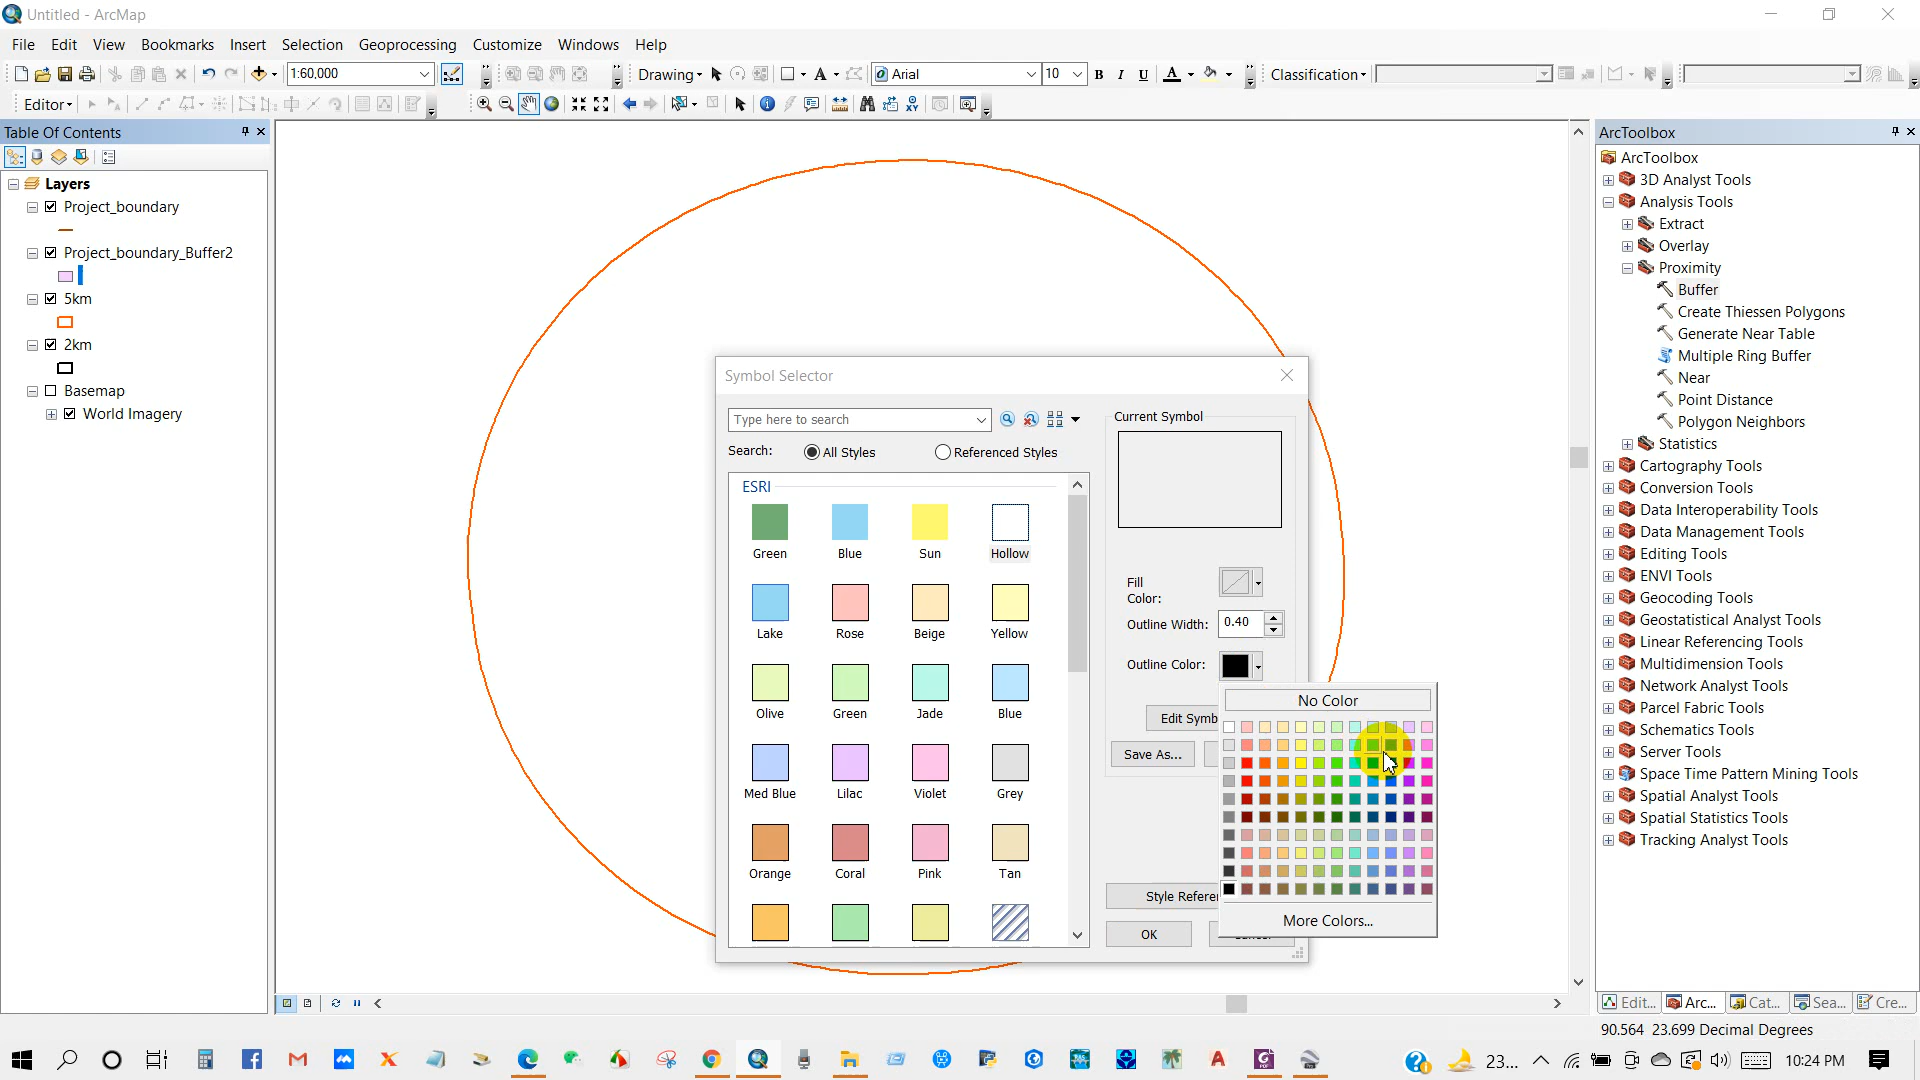 Untitled - ArcMap
File Edit View Bookmarks Insert Selection Geoprocessing Customize Windows Help
1:60,000 Drawing Arial 10 B I U A Classification
Editor
Table Of Contents
Layers
Project_boundary
Project_boundary_Buffer2
5km
2km
Basemap
World Imagery
Symbol Selector
Type here to search
Search: All Styles Referenced Styles
ESRI
Green Blue Sun Hollow
Lake Rose Beige Yellow
Olive Green Jade Blue
Med Blue Lilac Violet Grey
Orange Coral Pink Tan
Current Symbol
Fill
Color:
Outline Width: 0.40
Outline Color:
No Color
Edit Symb
Save As...
Style Referen
More Colors...
OK
ArcToolbox
ArcToolbox
3D Analyst Tools
Analysis Tools
Extract
Overlay
Proximity
Buffer
Create Thiessen Polygons
Generate Near Table
Multiple Ring Buffer
Near
Point Distance
Polygon Neighbors
Statistics
Cartography Tools
Conversion Tools
Data Interoperability Tools
Data Management Tools
Editing Tools
ENVI Tools
Geocoding Tools
Geostatistical Analyst Tools
Linear Referencing Tools
Multidimension Tools
Network Analyst Tools
Parcel Fabric Tools
Schematics Tools
Server Tools
Space Time Pattern Mining Tools
Spatial Analyst Tools
Spatial Statistics Tools
Tracking Analyst Tools
Edit... Arc... Cat... Sea... Cre...
90.564 23.699 Decimal Degrees
23... 10:24 PM